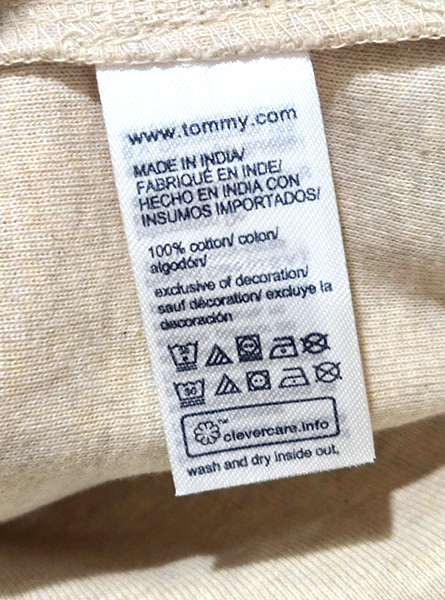 www.tommy.com
MADE IN INDIA/
FABRIQUÉ EN INDE/
HECHO EN INDIA CON
INSUMOS IMPORTADOS/
100% cotton/ coton/
algodón/
exclusive of decoration/
sauf décoration/ excluye la
decoración
30
clevercare.info
wash and dry inside out,